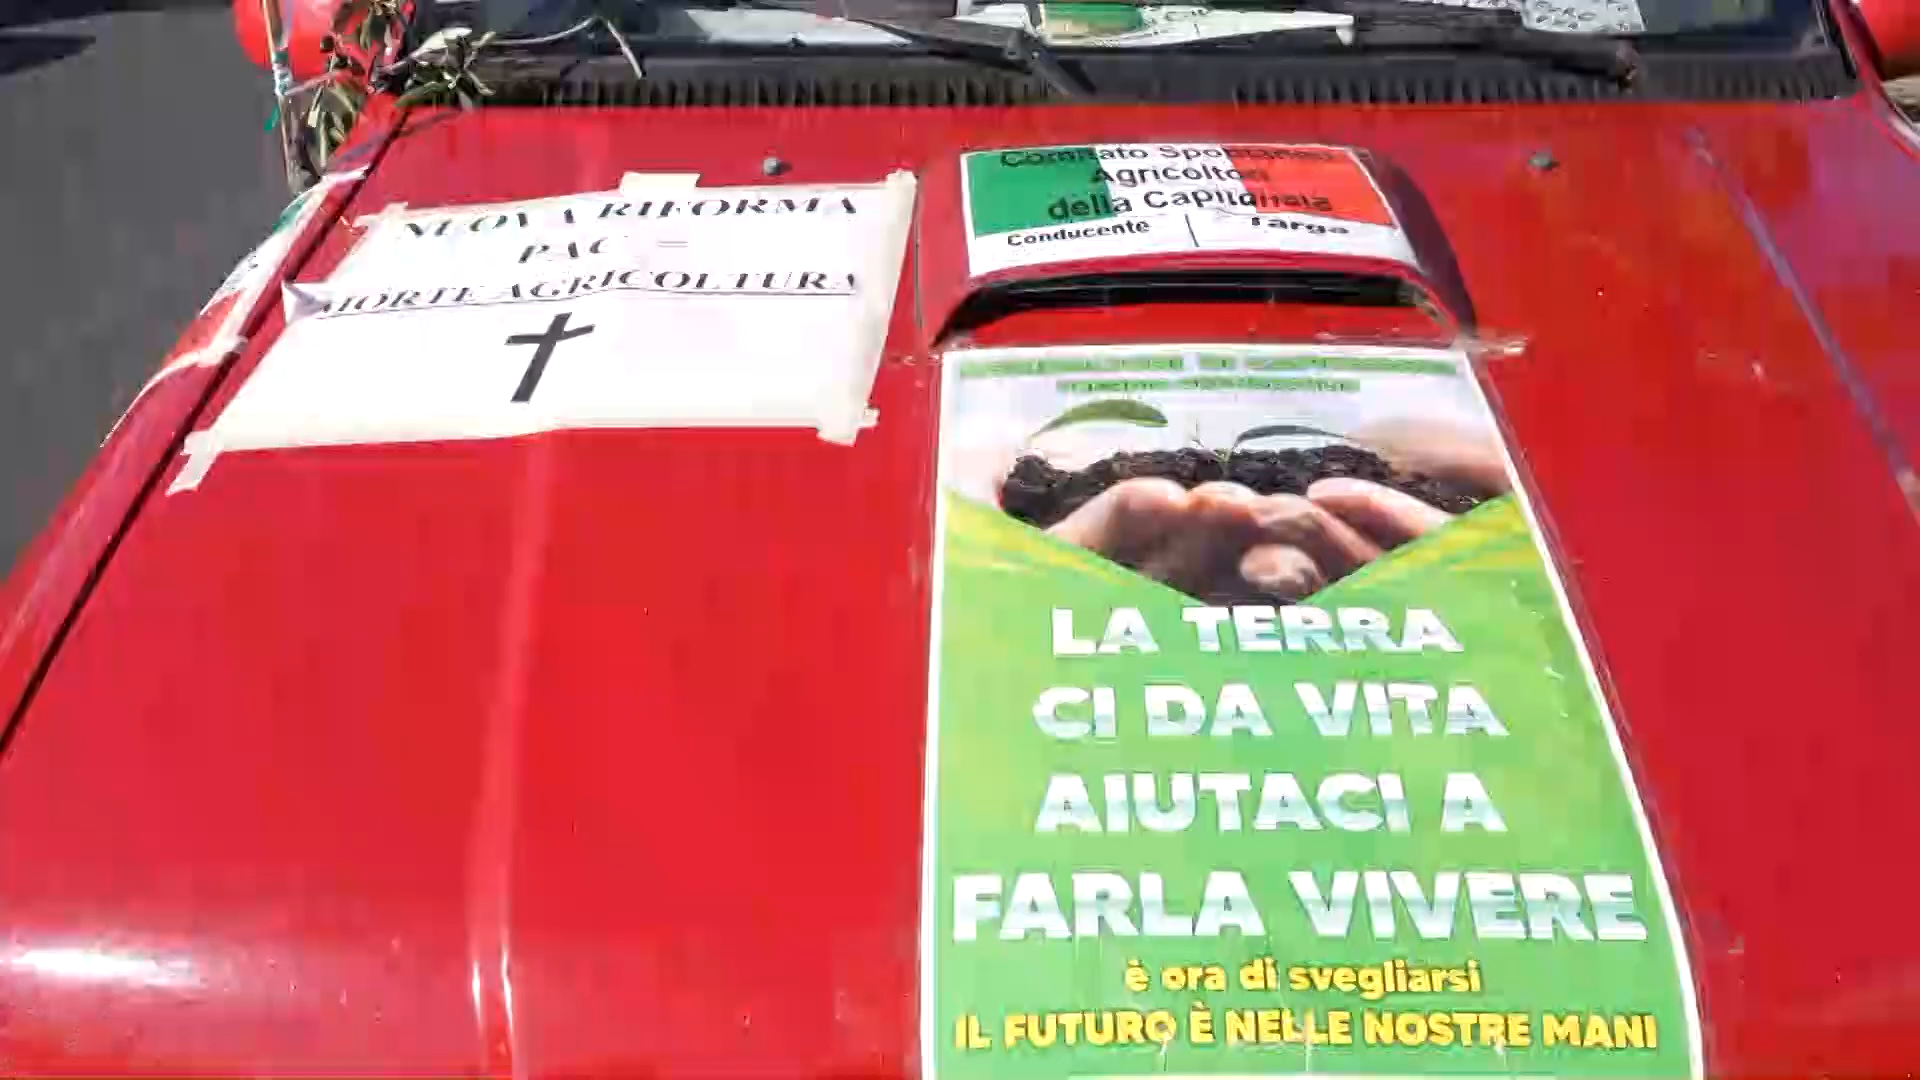 NUOVA RIFORMA
PAC =
MORTE AGRICOLTURA
Comitato Spontaneo
Agricoltori
della Capitanata
Conducente
Targa
LA TERRA
CI DA VITA
AIUTACI A
FARLA VIVERE
è ora di svegliarsi
IL FUTURO È NELLE NOSTRE MANI